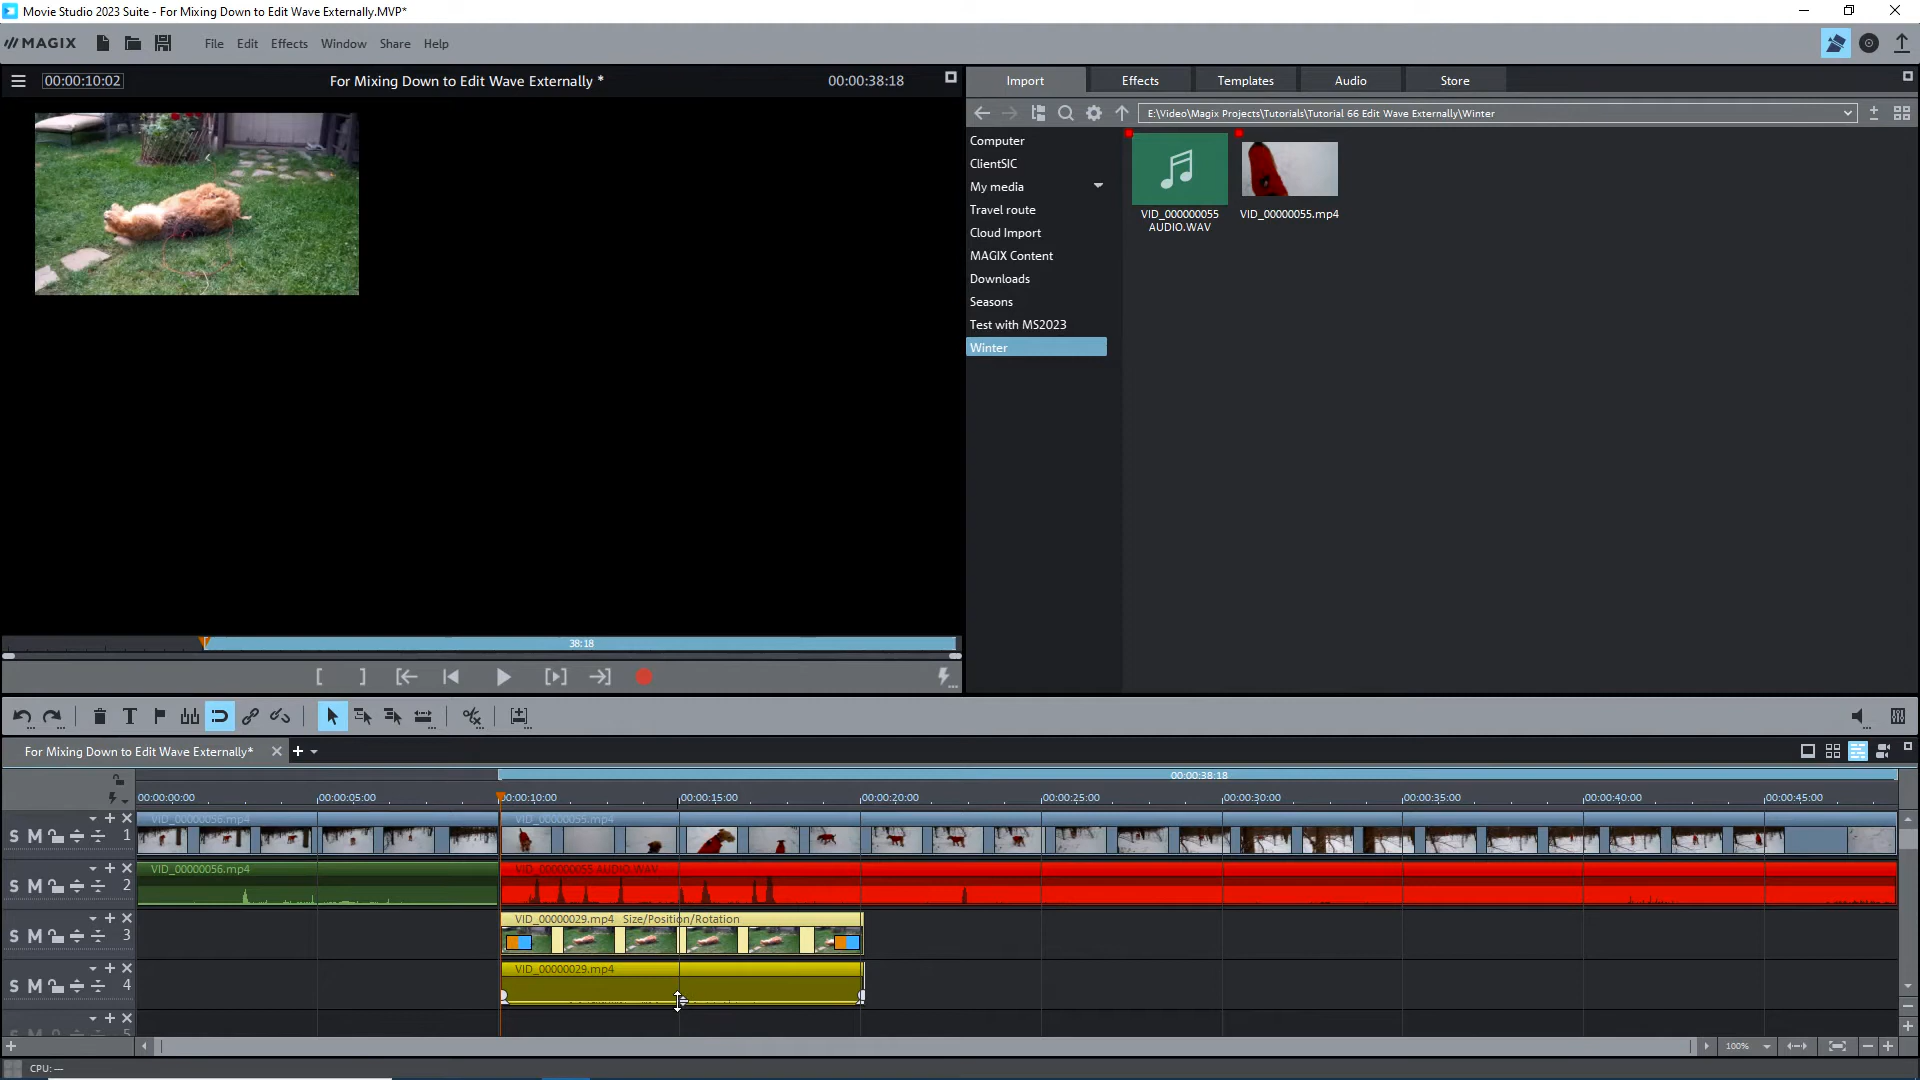 Movie Studio 2023 Suite - For Mixing Down to Edit Wave Externally.MVP*
MAGIX File Edit Effects Window Share Help
00:00:10:02 For Mixing Down to Edit Wave Externally * 00:00:38:18
Import Effects Templates Audio Store
E:\Video\Magix Projects\Tutorials\Tutorial 66 Edit Wave Externally\Winter
Computer
ClientSIC
My media
Travel route
Cloud Import
MAGIX Content
Downloads
Seasons
Test with MS2023
Winter
VID_000000055
AUDIO.WAV
VID_00000055.mp4
38:18
For Mixing Down to Edit Wave Externally*
00:00:38:18
00:00:00:00 00:00:05:00 00:00:10:00 00:00:15:00 00:00:20:00 00:00:25:00 00:00:30:00 00:00:35:00 00:00:40:00 00:00:45:00
VID_00000056.mp4 VID_00000055.mp4
S M 1
VID_00000056.mp4 VID_000000055 AUDIO.WAV
S M 2
VID_00000029.mp4 Size/Position/Rotation
S M 3
VID_00000029.mp4
S M 4
S M 5
100%
CPU: —